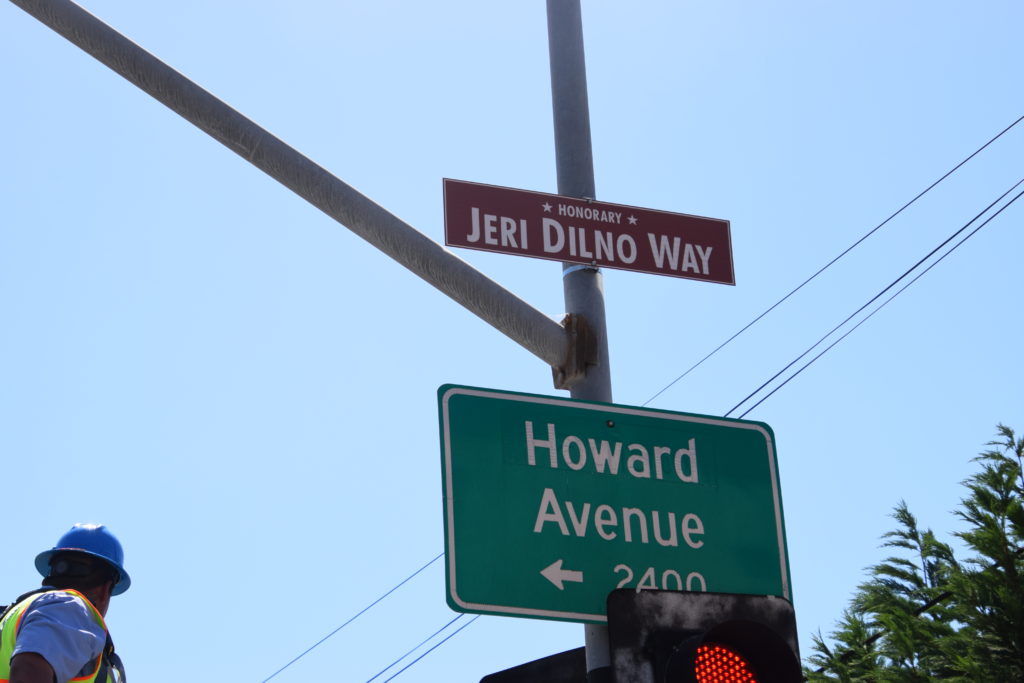 ★ HONORARY ★
JERI DILNO WAY
Howard
Avenue
← 2400